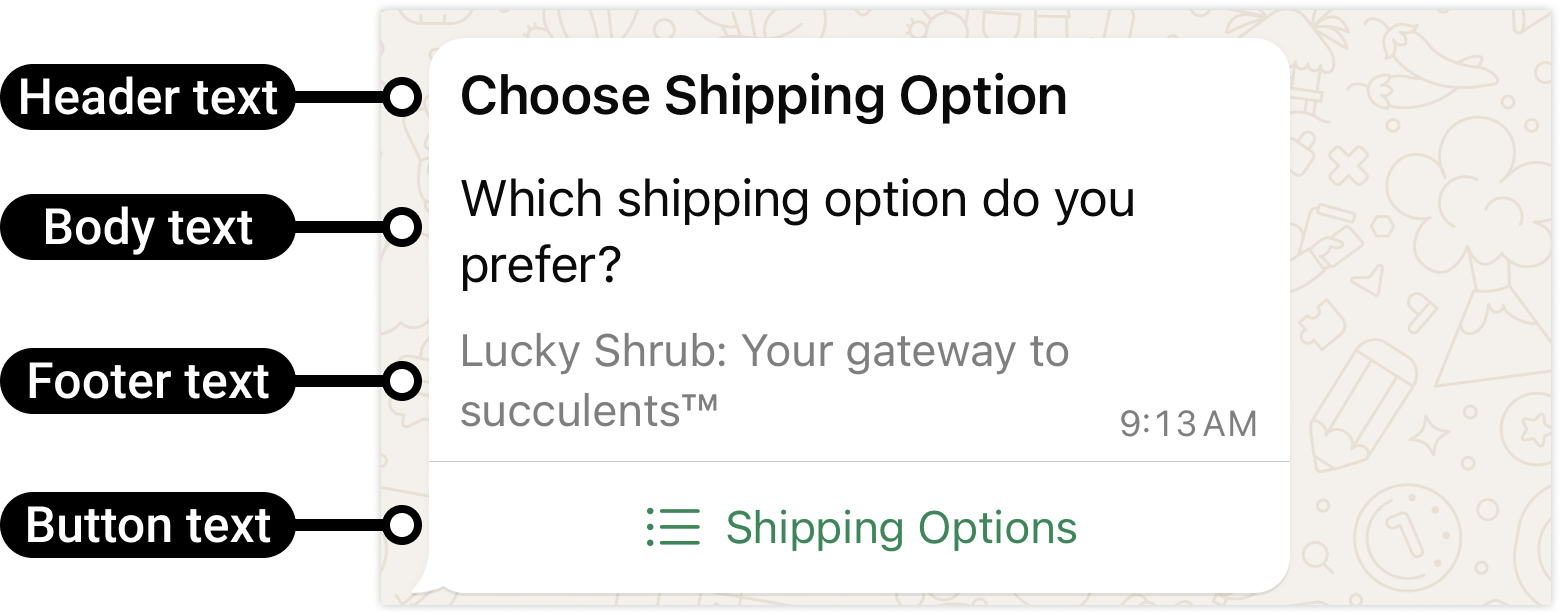 Header text
Choose Shipping Option
Body text
Which shipping option do you
prefer?
Footer text
Lucky Shrub: Your gateway to
succulents™
9:13 AM
Button text
Shipping Options